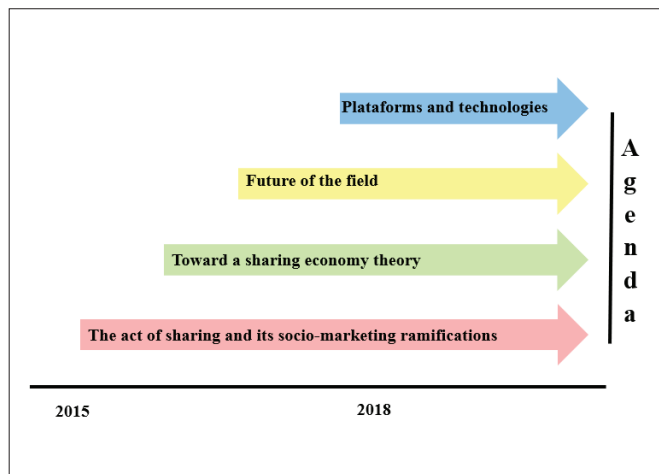 Plataforms and technologies
Future of the field
Toward a sharing economy theory
The act of sharing and its socio-marketing ramifications
Agenda
2015 2018